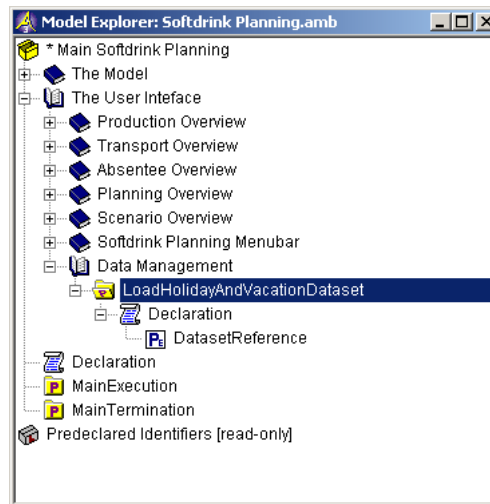 Model Explorer: Softdrink Planning.amb
* Main Softdrink Planning
The Model
The User Inteface
Production Overview
Transport Overview
Absentee Overview
Planning Overview
Scenario Overview
Softdrink Planning Menubar
Data Management
LoadHolidayAndVacationDataset
Declaration
PE DatasetReference
Declaration
P MainExecution
P MainTermination
Predeclared Identifiers [read-only]